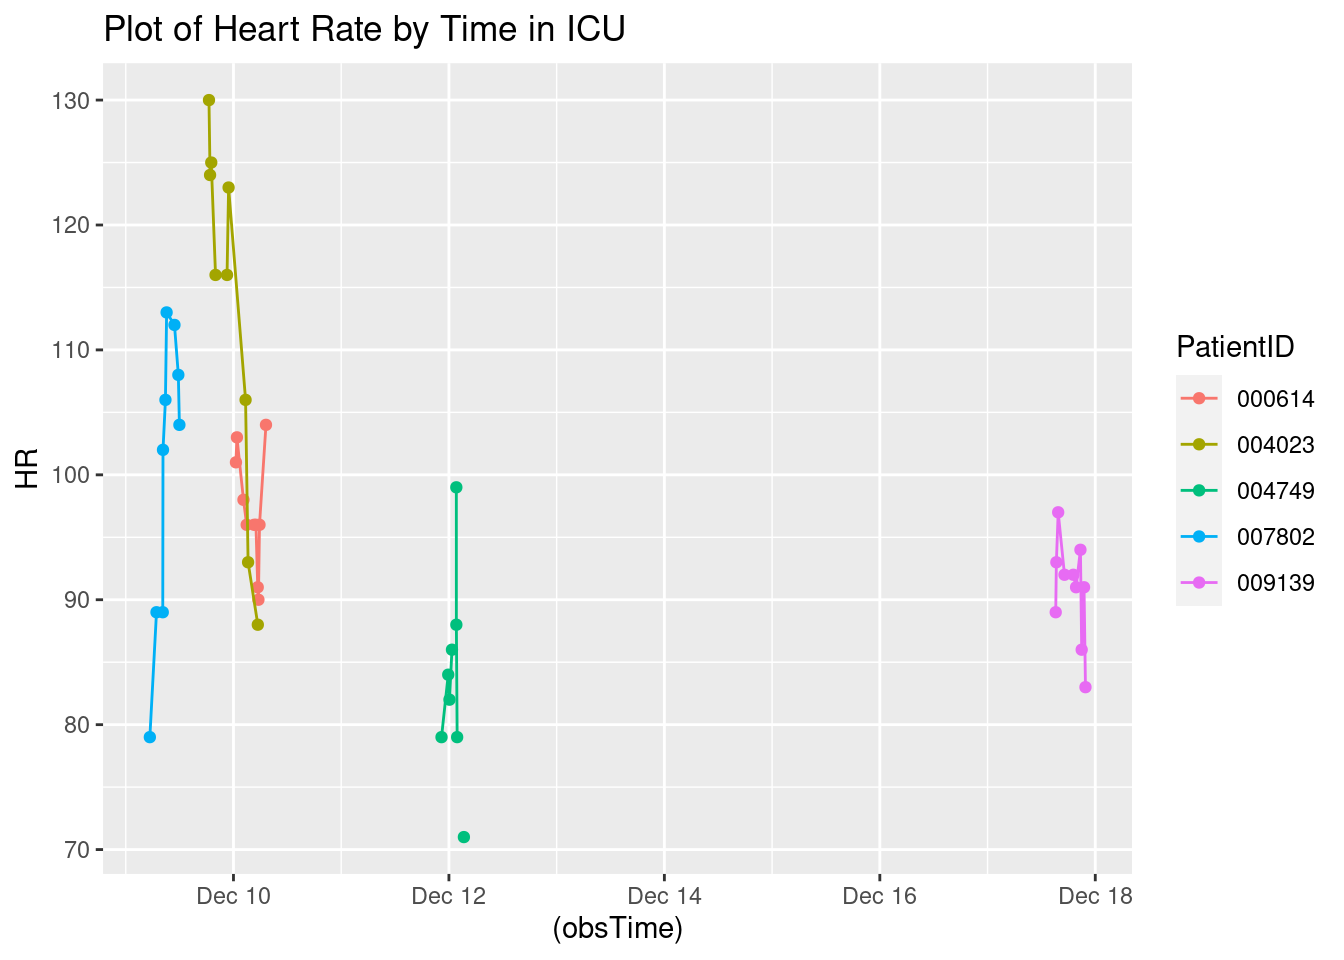 Plot of Heart Rate by Time in ICU
130
120
110
100
90
80
70
HR
Dec 10
Dec 12
Dec 14
Dec 16
Dec 18
(obsTime)
PatientID
000614
004023
004749
007802
009139